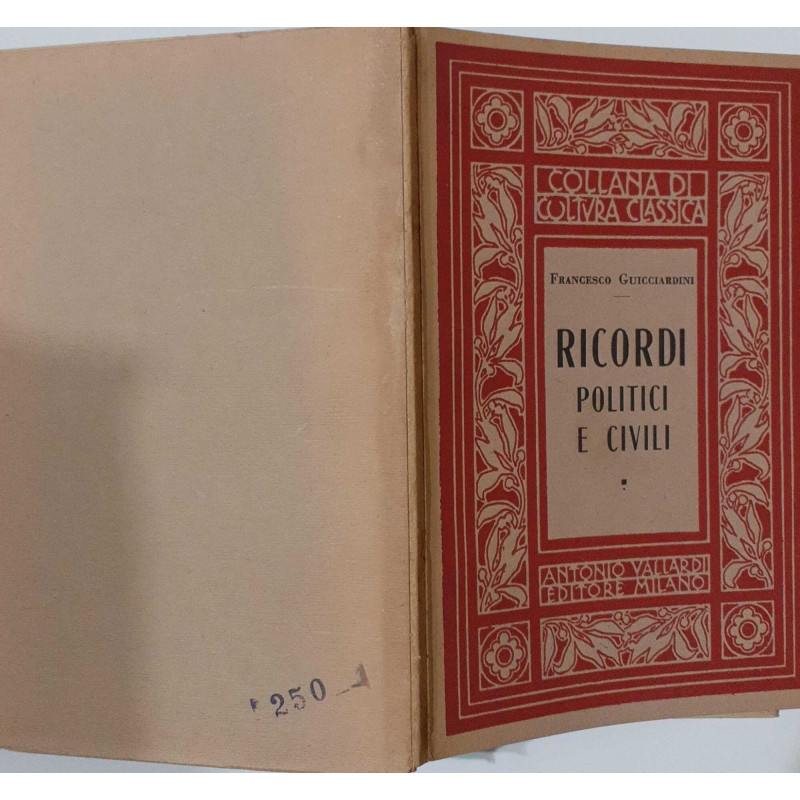 COLLANA DI
COLTVRA CLASSICA
FRANCESCO GUICCIARDINI
RICORDI
POLITICI
E CIVILI
ANTONIO VALLARDI
EDITORE MILANO
250